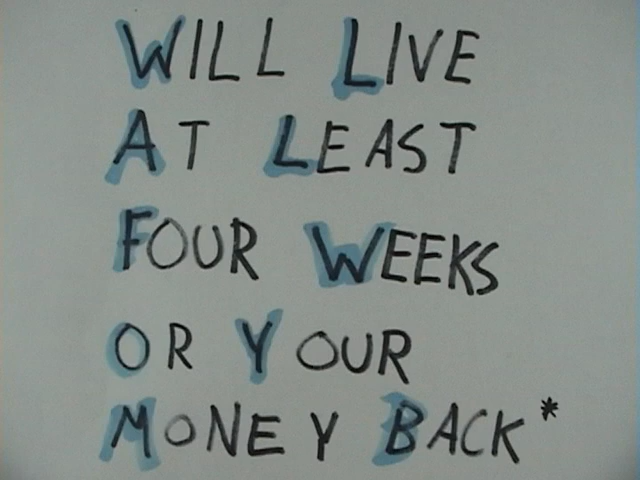 WILL LIVE
AT LEAST
FOUR WEEKS
OR YOUR
MONEY BACK*